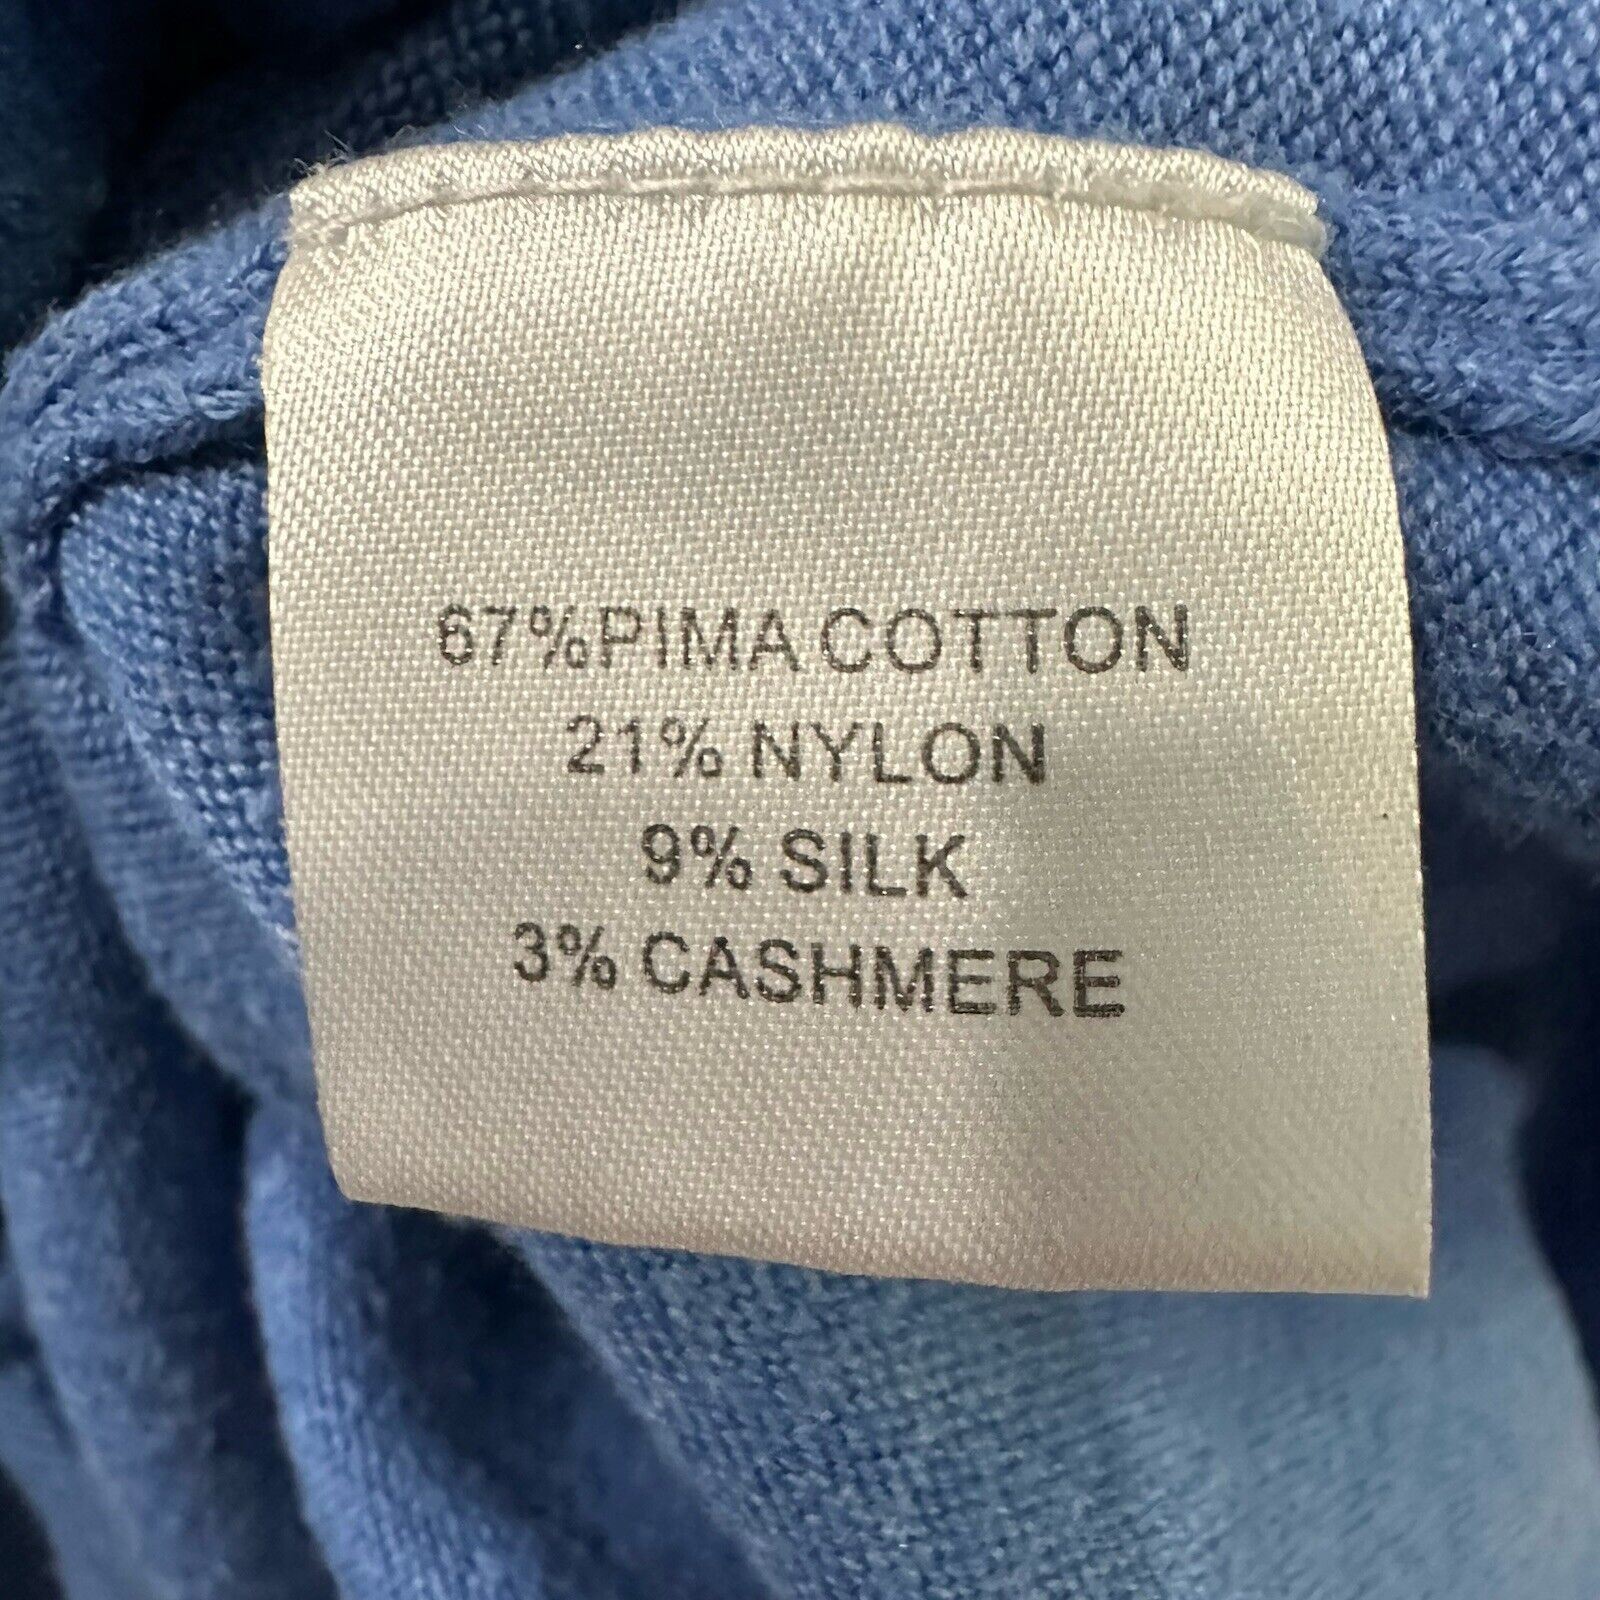 67%PIMA COTTON
21% NYLON
9% SILK
3% CASHMERE